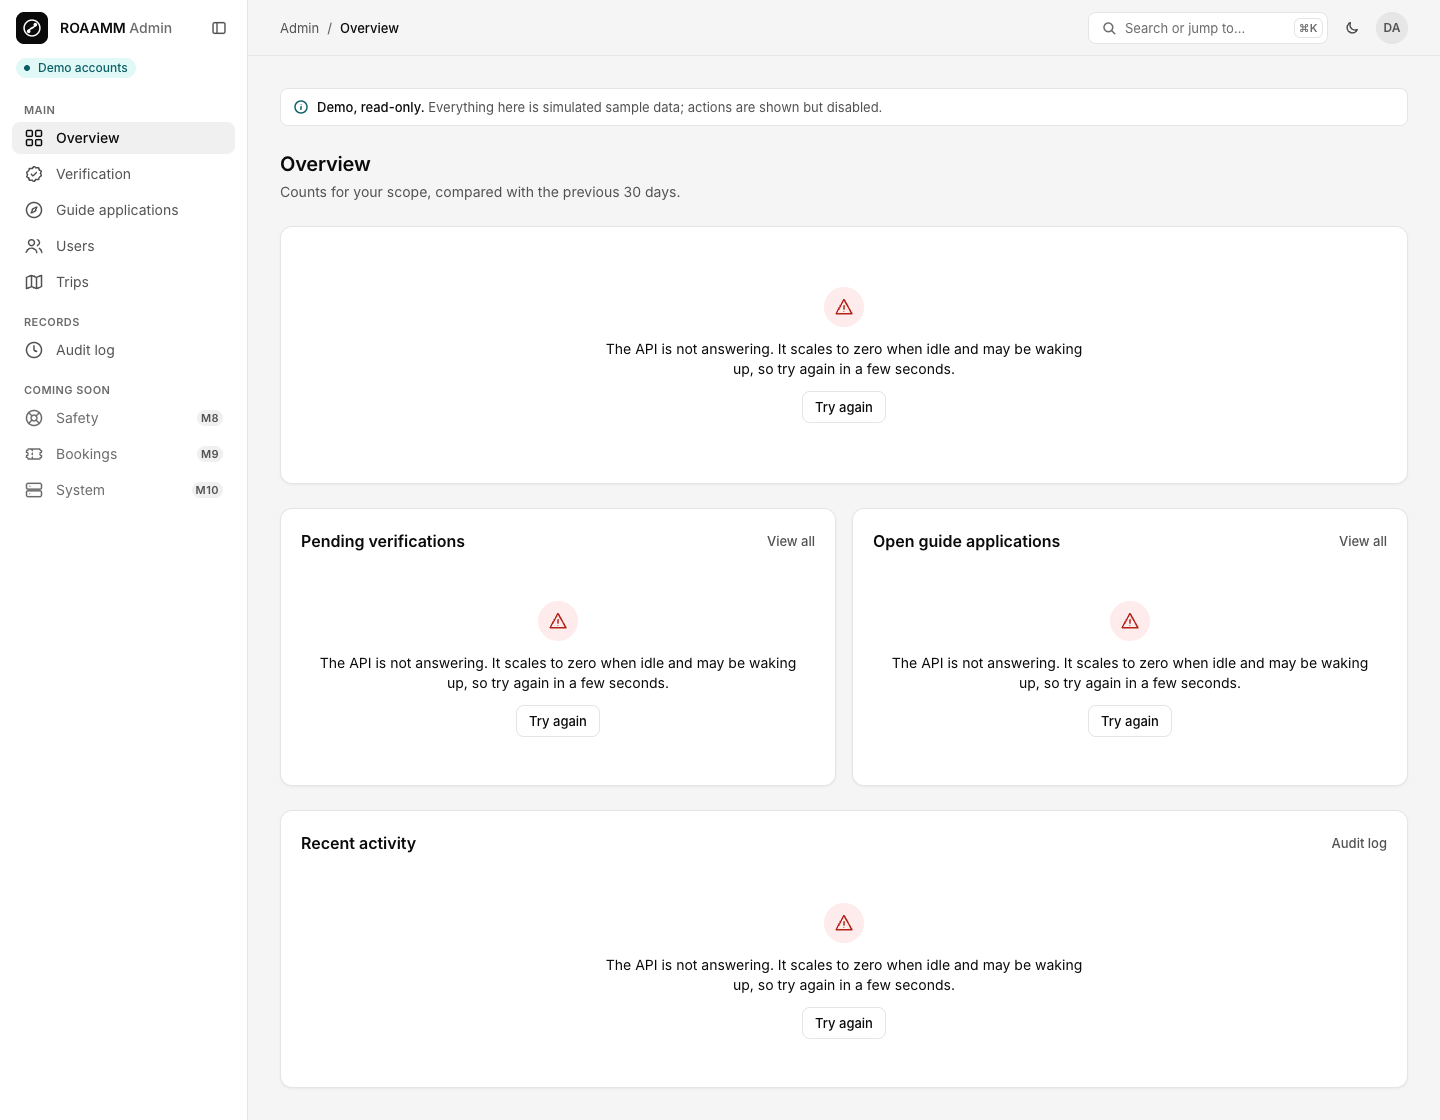 ROAAMM Admin
Demo accounts
MAIN
Overview
Verification
Guide applications
Users
Trips
RECORDS
Audit log
COMING SOON
Safety M8
Bookings M9
System M10
Admin / Overview
Search or jump to... ⌘K
DA
Demo, read-only. Everything here is simulated sample data; actions are shown but disabled.
Overview
Counts for your scope, compared with the previous 30 days.
The API is not answering. It scales to zero when idle and may be waking
up, so try again in a few seconds.
Try again
Pending verifications View all
The API is not answering. It scales to zero when idle and may be waking
up, so try again in a few seconds.
Try again
Open guide applications View all
The API is not answering. It scales to zero when idle and may be waking
up, so try again in a few seconds.
Try again
Recent activity Audit log
The API is not answering. It scales to zero when idle and may be waking
up, so try again in a few seconds.
Try again